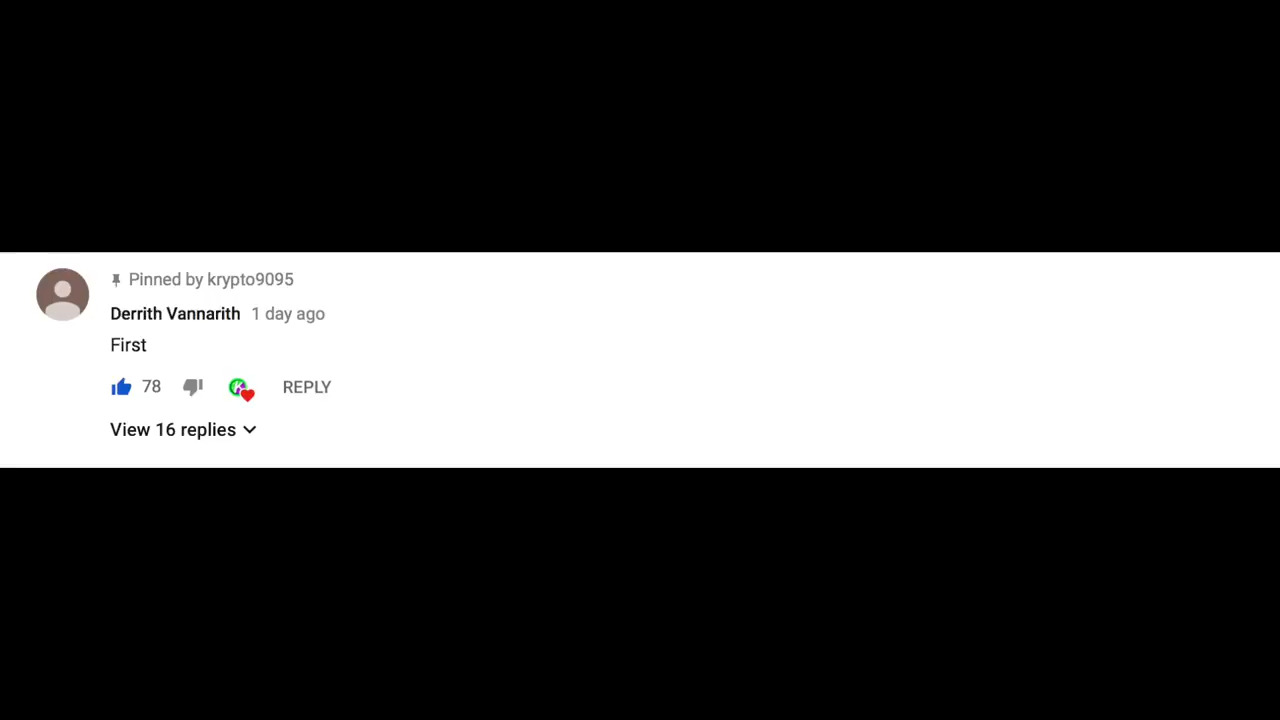 Pinned by krypto9095
Derrith Vannarith 1 day ago
First
78 REPLY
View 16 replies